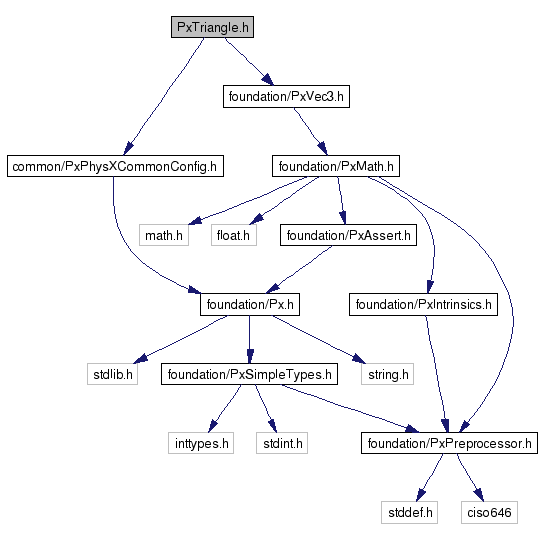 PxTriangle.h
foundation/PxVec3.h
common/PxPhysXCommonConfig.h
foundation/PxMath.h
math.h
float.h
foundation/PxAssert.h
foundation/Px.h
foundation/PxIntrinsics.h
stdlib.h
foundation/PxSimpleTypes.h
string.h
inttypes.h
stdint.h
foundation/PxPreprocessor.h
stddef.h
ciso646